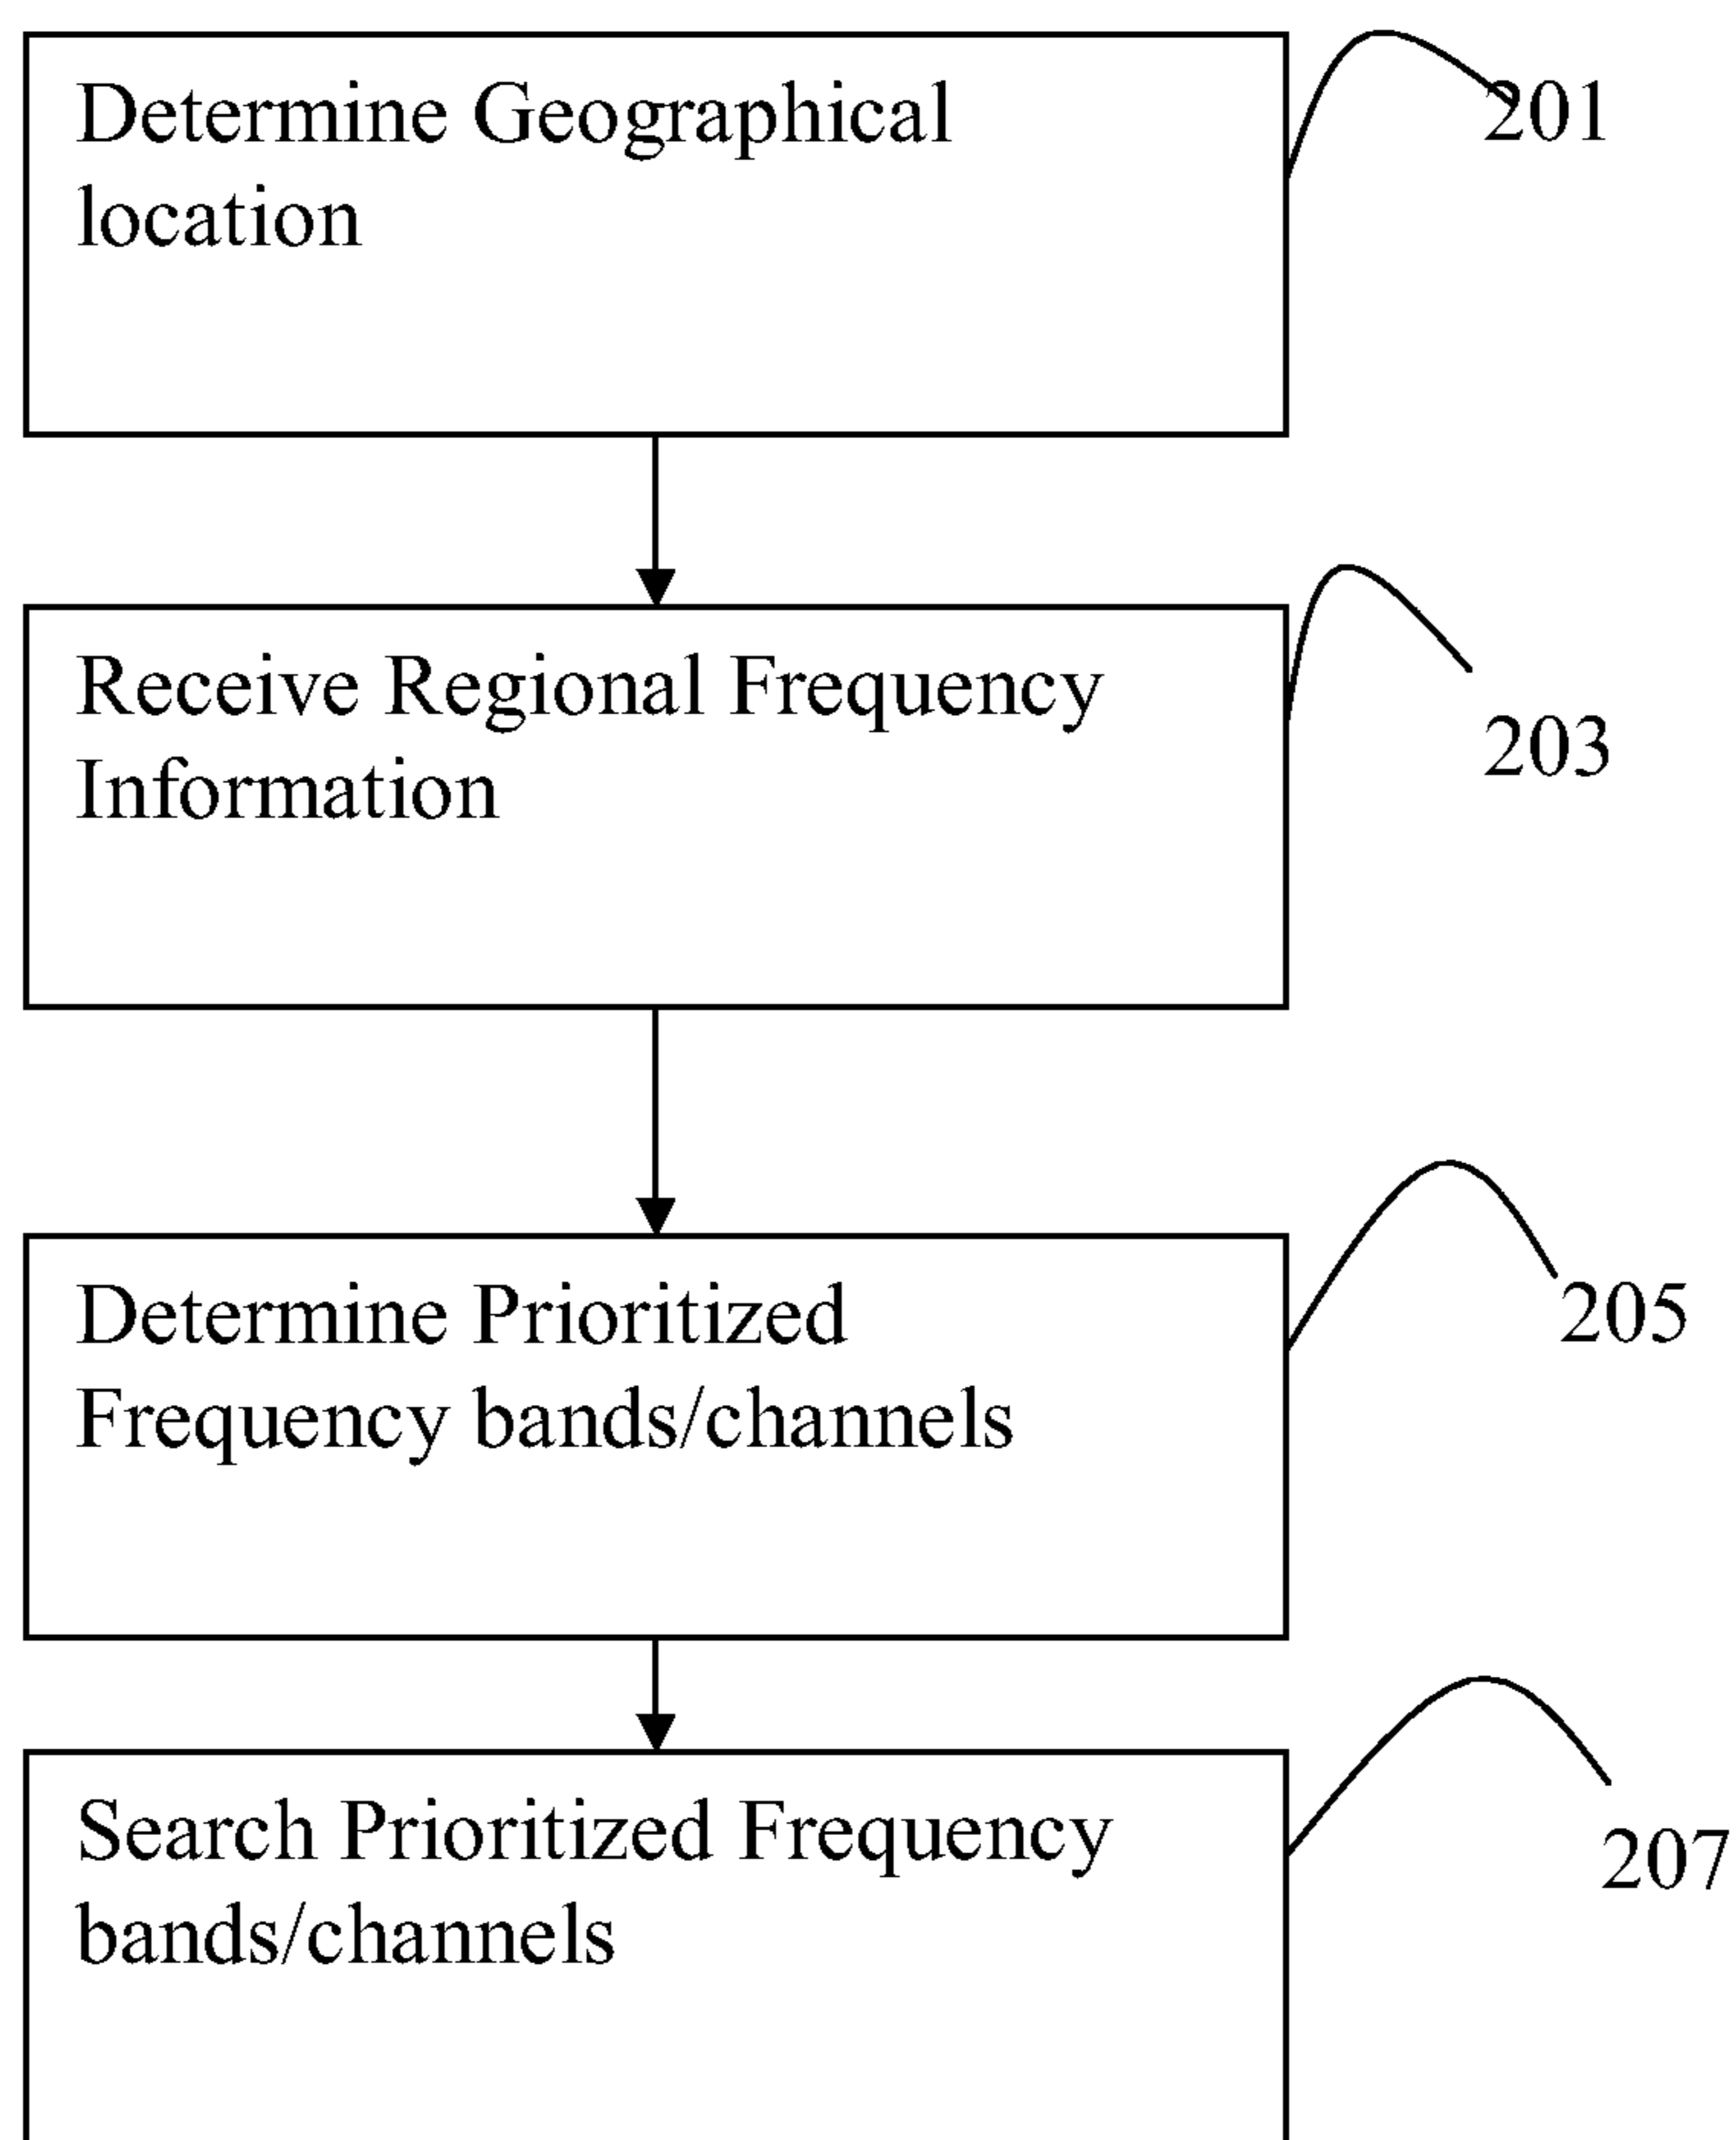 Determine Geographical
location
201
Receive Regional Frequency
Information
203
Determine Prioritized
Frequency bands/channels
205
Search Prioritized Frequency
bands/channels
207